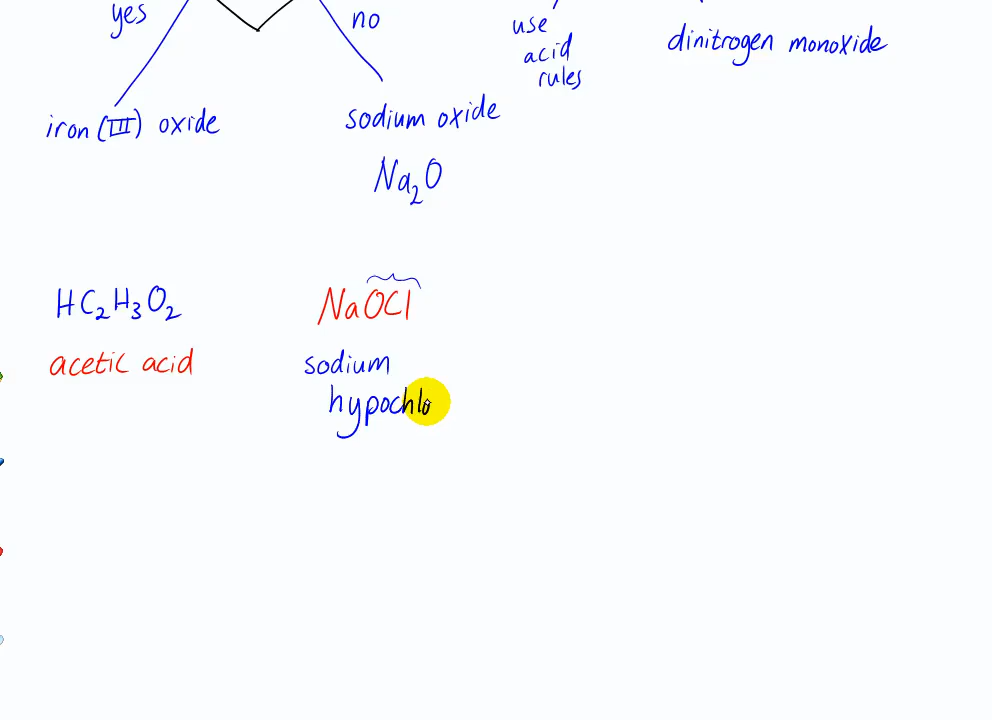 yes
no
use
acid
rules
dinitrogen monoxide
iron (III) oxide
sodium oxide
Na₂O
HC₂H₃O₂
NaOCl
acetic acid
sodium
hypochlo